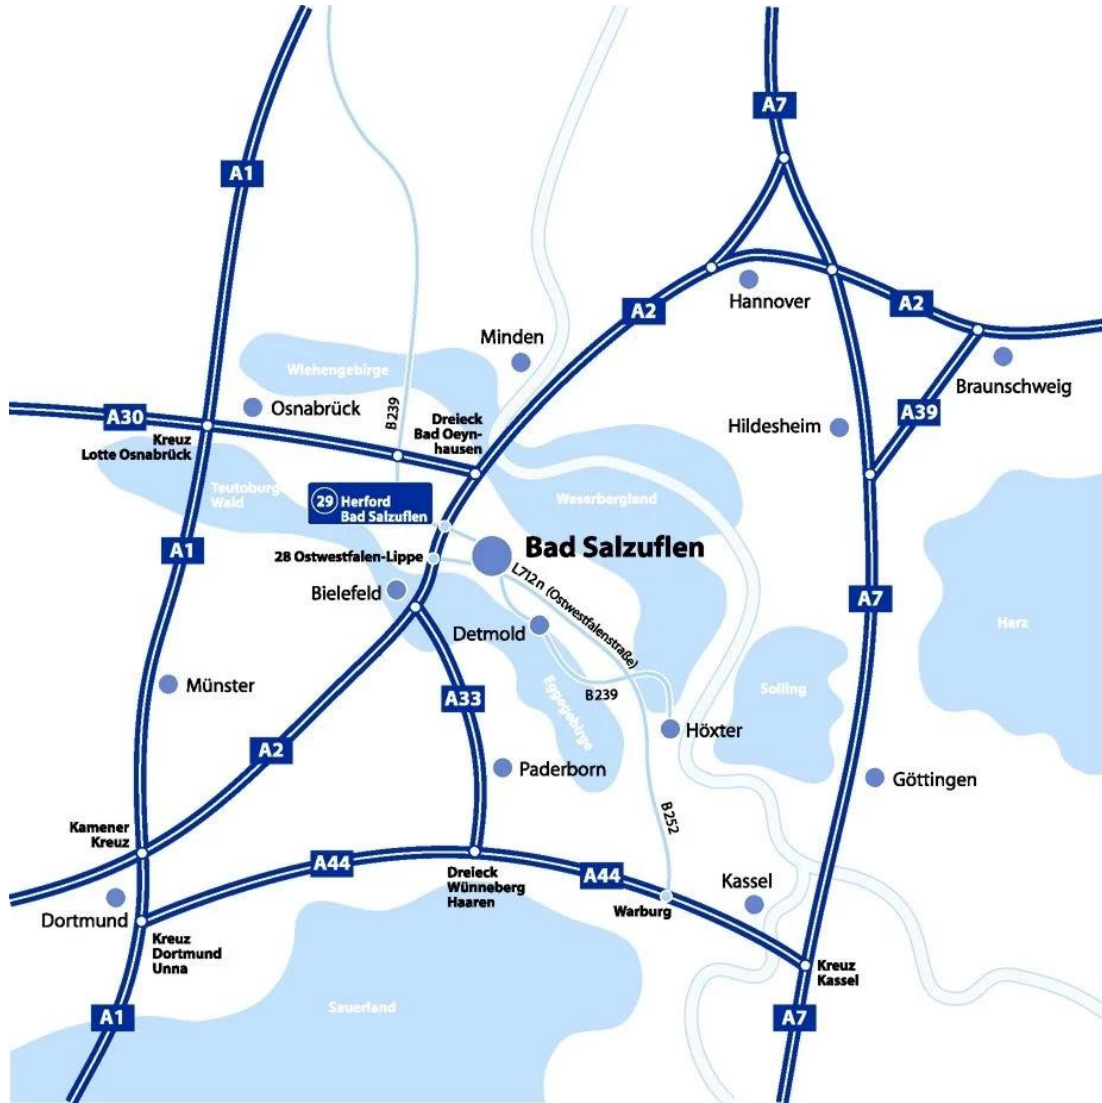 A7
A1
A2
A2
Hannover
Minden
Braunschweig
Wiehengebirge
A30
Osnabrück
B239
A39
Hildesheim
Dreieck
Bad Oeyn-
hausen
Kreuz
Lotte Osnabrück
Teutoburg
Wald
29 Herford
Bad Salzuflen
Weserbergland
A1
28 Ostwestfalen-Lippe
Bad Salzuflen
L712n (Ostwestfalenstraße)
Bielefeld
A7
Detmold
Harz
Münster
A33
Eggegebirge
B239
Solling
Höxter
A2
Paderborn
Göttingen
B252
Kamener
Kreuz
A44
Dreieck
Wünneberg
Haaren
A44
Kassel
Warburg
Dortmund
Kreuz
Dortmund
Unna
Kreuz
Kassel
Sauerland
A1
A7